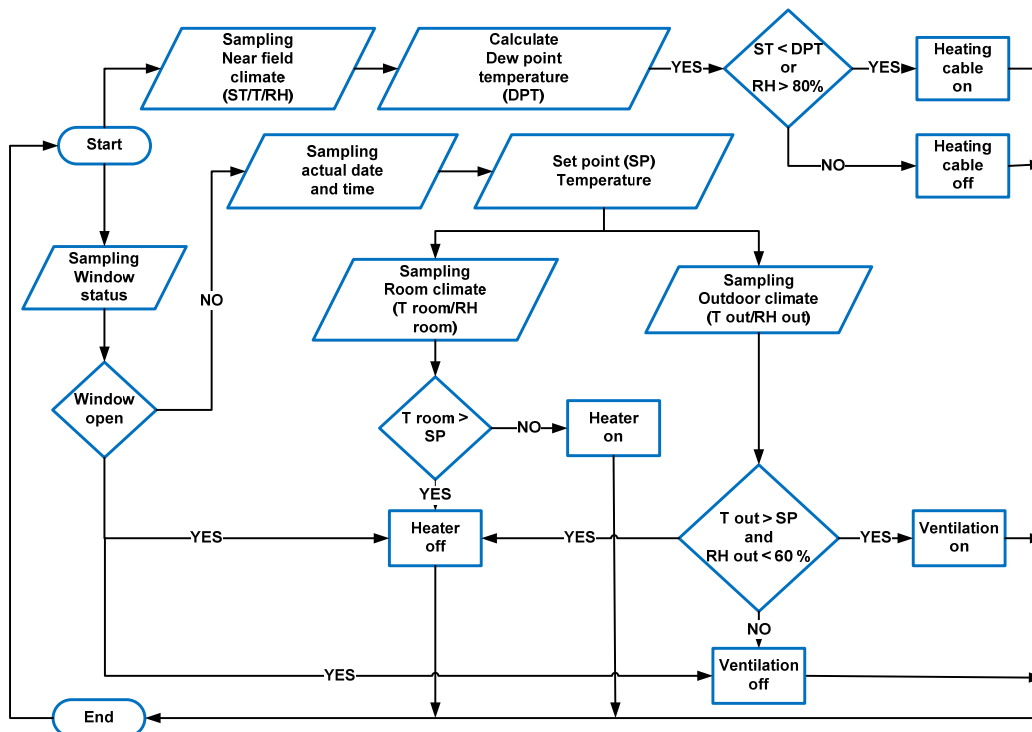 Sampling
Near field
climate
(ST/T/RH)
Calculate
Dew point
temperature
(DPT)
YES
ST < DPT
or
RH > 80%
YES
Heating
cable
on
Start
Sampling
actual date
and time
Set point (SP)
Temperature
NO
Heating
cable
off
Sampling
Window
status
NO
Sampling
Room climate
(T room/RH
room)
Sampling
Outdoor climate
(T out/RH out)
Window
open
T room >
SP
NO
Heater
on
YES
YES
Heater
off
YES
T out > SP
and
RH out < 60 %
YES
Ventilation
on
NO
YES
Ventilation
off
End